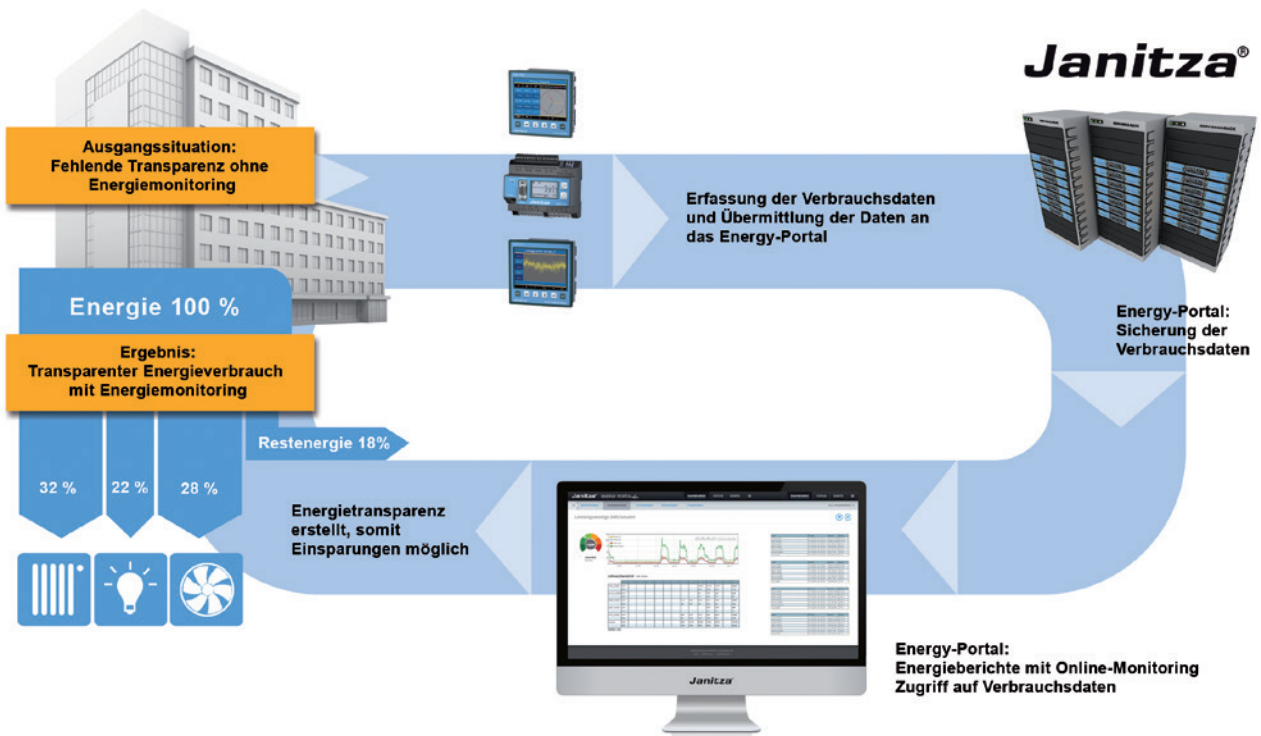 Janitza®
Ausgangssituation:
Fehlende Transparenz ohne
Energiemonitoring
Janitza
Erfassung der Verbrauchsdaten
und Übermittlung der Daten an
das Energy-Portal
Energie 100 %
Energy-Portal:
Sicherung der
Verbrauchsdaten
Ergebnis:
Transparenter Energieverbrauch
mit Energiemonitoring
Restenergie 18%
32 %
22 %
28 %
Energietransparenz
erstellt, somit
Einsparungen möglich
Janitza
Energy-Portal:
Energieberichte mit Online-Monitoring
Zugriff auf Verbrauchsdaten
Janitza